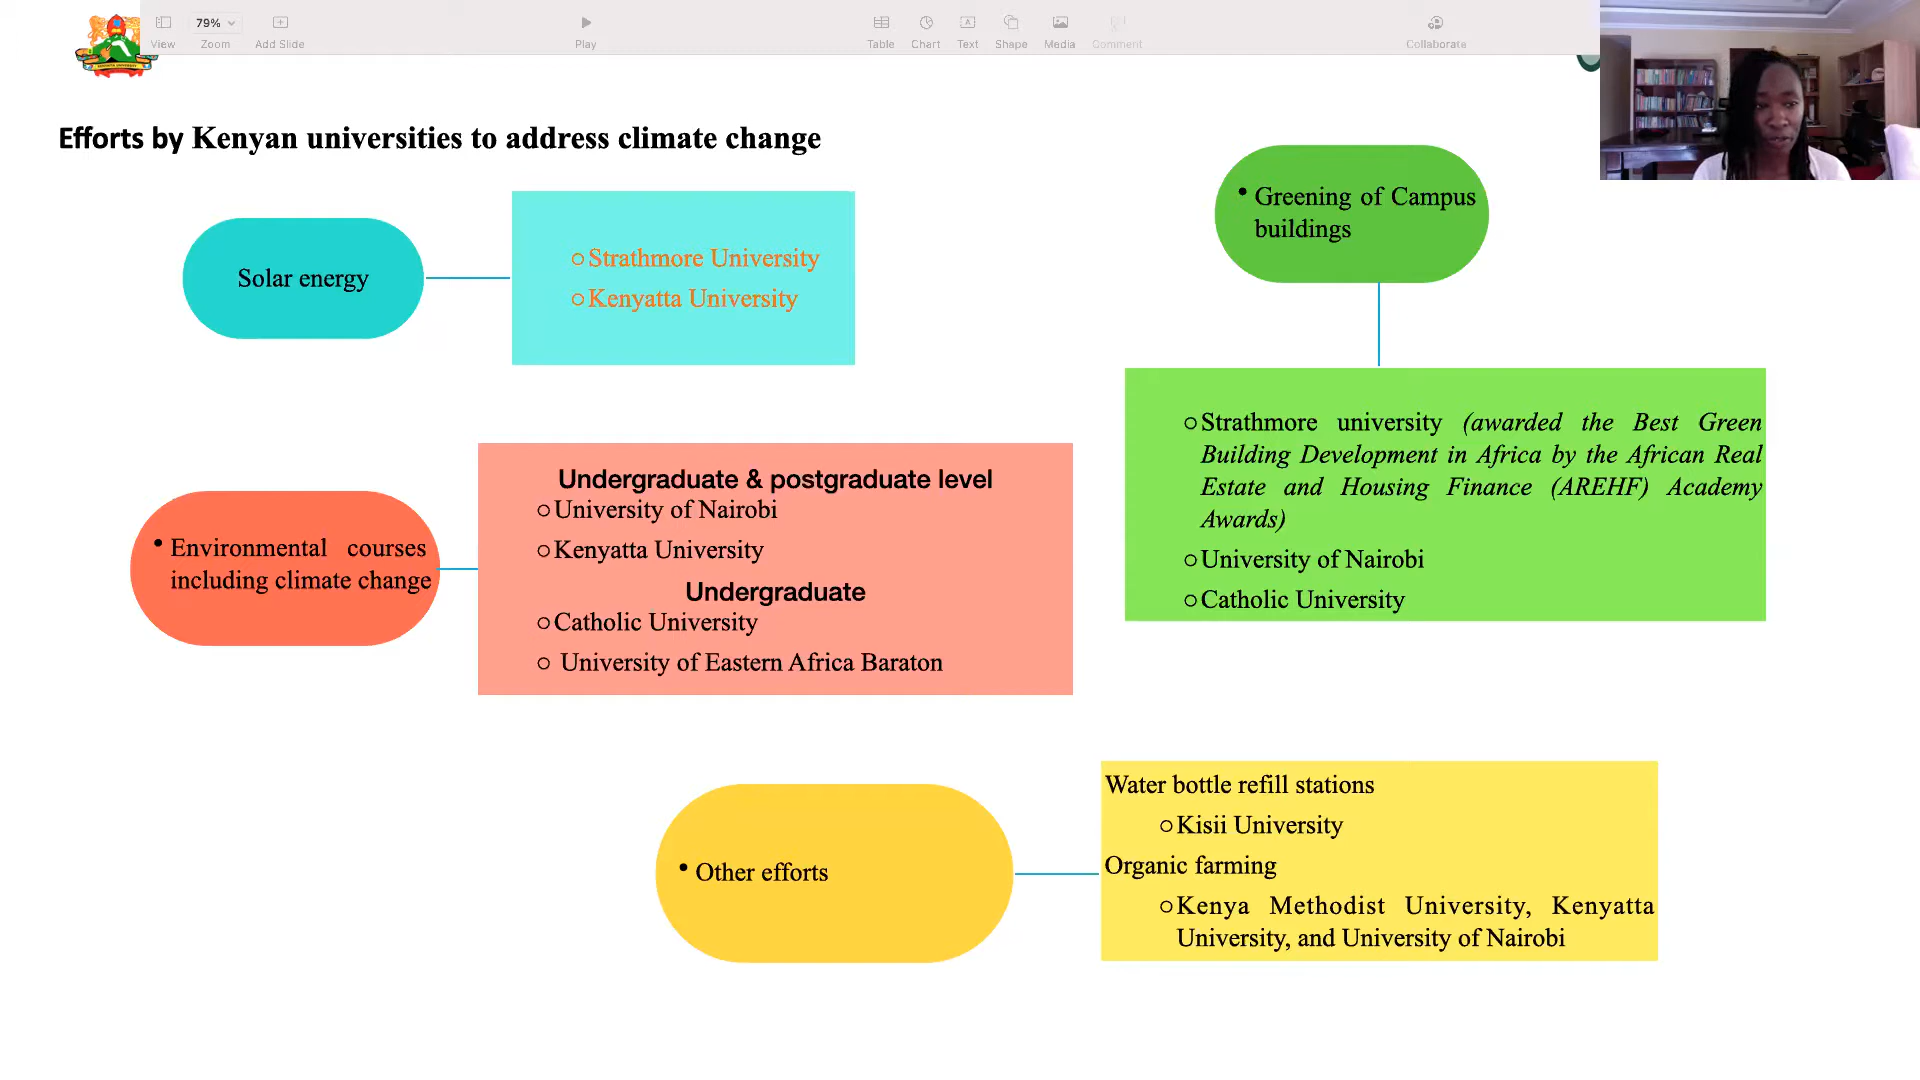 79%
View
Zoom
Add Slide
Play
Table
Chart
Text
Shape
Media
Comment
Collaborate
Efforts by Kenyan universities to address climate change
Solar energy
○Strathmore University
○Kenyatta University
• Greening of Campus
buildings
○Strathmore university (awarded the Best Green
Building Development in Africa by the African Real
Estate and Housing Finance (AREHF) Academy
Awards)
○University of Nairobi
○Catholic University
• Environmental courses
including climate change
Undergraduate & postgraduate level
○University of Nairobi
○Kenyatta University
Undergraduate
○Catholic University
○ University of Eastern Africa Baraton
• Other efforts
Water bottle refill stations
○Kisii University
Organic farming
○Kenya Methodist University, Kenyatta
University, and University of Nairobi